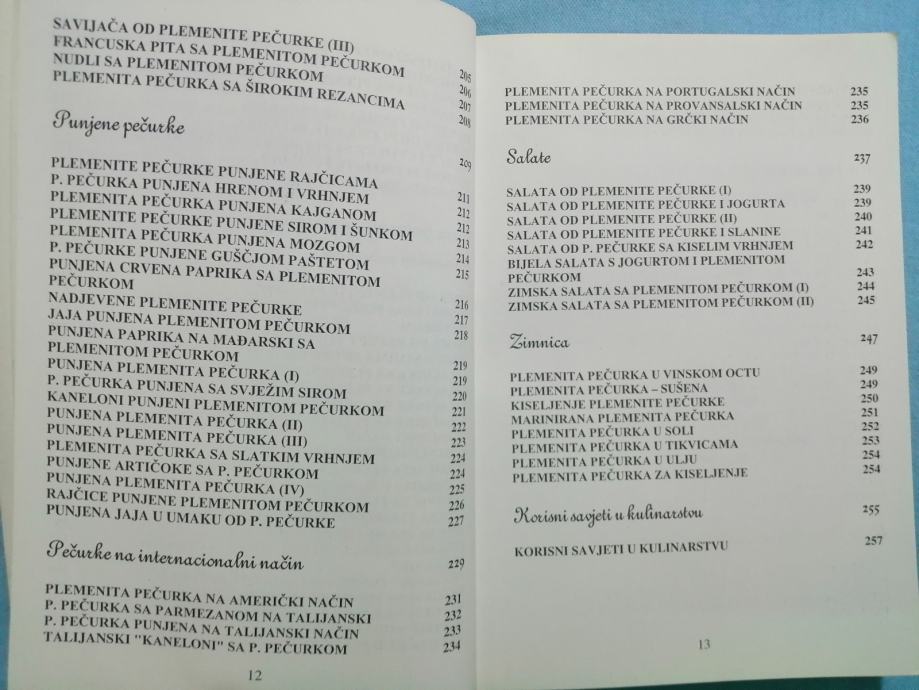 SAVIJAČA OD PLEMENITE PEČURKE (III) 205
FRANCUSKA PITA SA PLEMENITOM PEČURKOM 206
NUDLI SA PLEMENITOM PEČURKOM 207
PLEMENITA PEČURKA SA ŠIROKIM REZANCIMA 208
Punjene pečurke 209
PLEMENITE PEČURKE PUNJENE RAJČICAMA 211
P. PEČURKA PUNJENA HRENOM I VRHNJEM 212
PLEMENITA PEČURKA PUNJENA KAJGANOM 212
PLEMENITE PEČURKE PUNJENE SIROM I ŠUNKOM 213
PLEMENITA PEČURKA PUNJENA MOZGOM 214
P. PEČURKE PUNJENE GUŠČJOM PAŠTETOM 215
PUNJENA CRVENA PAPRIKA SA PLEMENITOM
PEČURKOM 216
NADJEVENE PLEMENITE PEČURKE 217
JAJA PUNJENA PLEMENITOM PEČURKOM 218
PUNJENA PAPRIKA NA MAĐARSKI SA
PLEMENITOM PEČURKOM 219
PUNJENA PLEMENITA PEČURKA (I) 219
P. PEČURKA PUNJENA SA SVJEŽIM SIROM 220
KANELONI PUNJENI PLEMENITOM PEČURKOM 221
PUNJENA PLEMENITA PEČURKA (II) 222
PUNJENA PLEMENITA PEČURKA (III) 223
PLEMENITA PEČURKA SA SLATKIM VRHNJEM 224
PUNJENE ARTIČOKE SA P. PEČURKOM 224
PUNJENA PLEMENITA PEČURKA (IV) 225
RAJČICE PUNJENE PLEMENITOM PEČURKOM 226
PUNJENA JAJA U UMAKU OD P. PEČURKE 227
Pečurke na internacionalni način 229
PLEMENITA PEČURKA NA AMERIČKI NAČIN 231
P. PEČURKA SA PARMEZANOM NA TALIJANSKI 232
P. PEČURKA PUNJENA NA TALIJANSKI NAČIN 233
TALIJANSKI "KANELONI" SA P. PEČURKOM 234
12
PLEMENITA PEČURKA NA PORTUGALSKI NAČIN 235
PLEMENITA PEČURKA NA PROVANSALSKI NAČIN 235
PLEMENITA PEČURKA NA GRČKI NAČIN 236
Salate 237
SALATA OD PLEMENITE PEČURKE (I) 239
SALATA OD PLEMENITE PEČURKE I JOGURTA 239
SALATA OD PLEMENITE PEČURKE (II) 240
SALATA OD PLEMENITE PEČURKE I SLANINE 241
SALATA OD P. PEČURKE SA KISELIM VRHNJEM 242
BIJELA SALATA S JOGURTOM I PLEMENITOM
PEČURKOM 243
ZIMSKA SALATA SA PLEMENITOM PEČURKOM (I) 244
ZIMSKA SALATA SA PLEMENITOM PEČURKOM (II) 245
Zimnica 247
PLEMENITA PEČURKA U VINSKOM OCTU 249
PLEMENITA PEČURKA – SUŠENA 249
KISELJENJE PLEMENITE PEČURKE 250
MARINIRANA PLEMENITA PEČURKA 251
PLEMENITA PEČURKA U SOLI 252
PLEMENITA PEČURKA U TIKVICAMA 253
PLEMENITA PEČURKA U ULJU 254
PLEMENITA PEČURKA ZA KISELJENJE 254
Korisni savjeti u kulinarstvu 255
KORISNI SAVJETI U KULINARSTVU 257
13